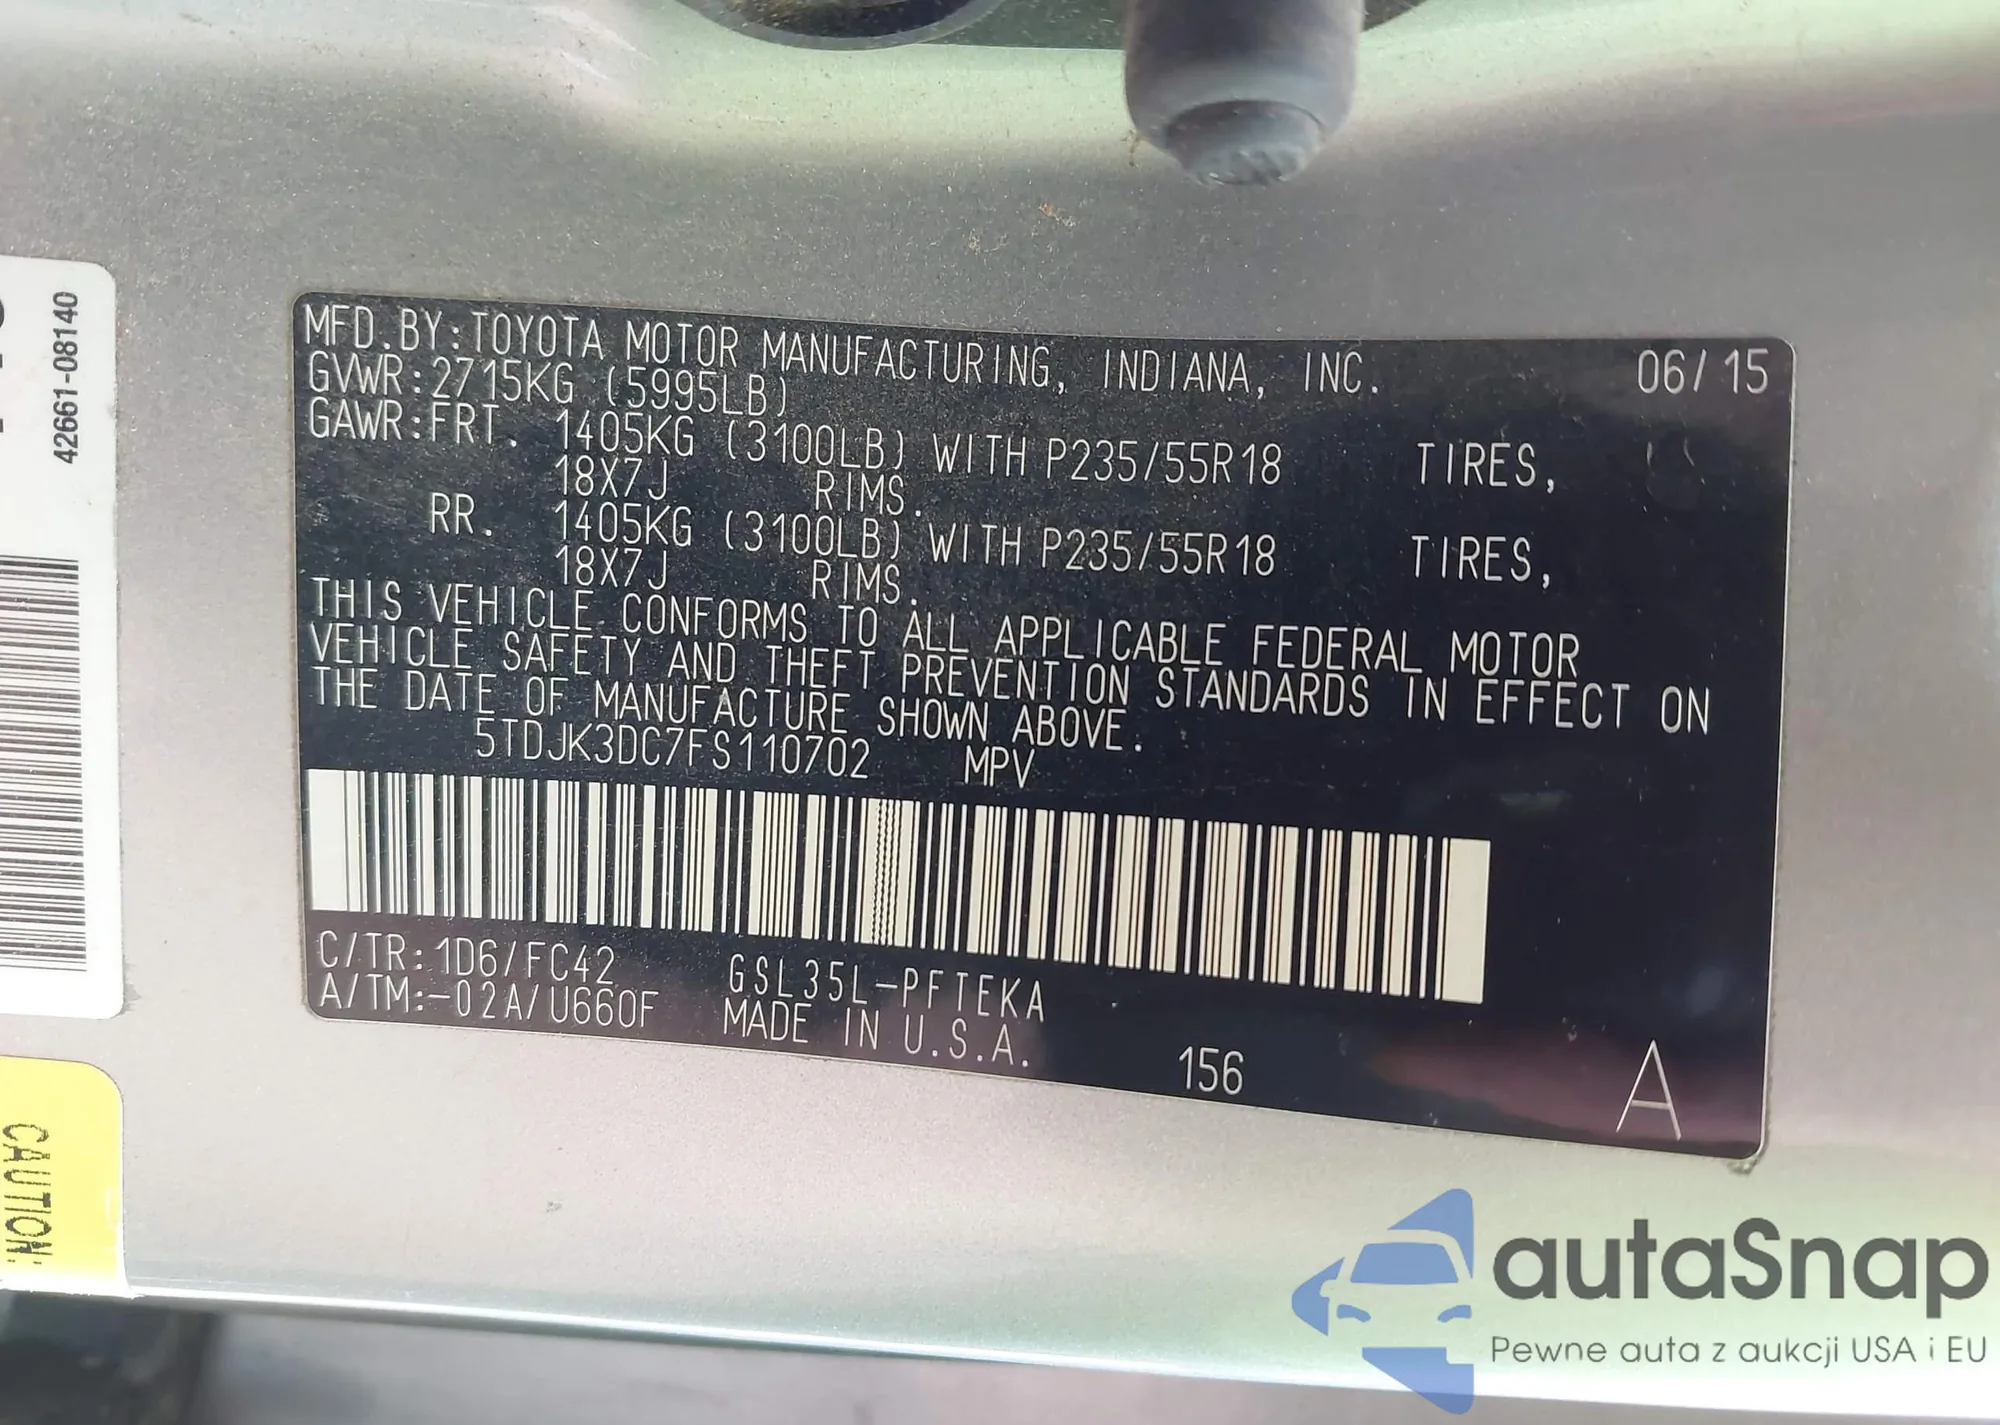 MFD.BY:TOYOTA MOTOR MANUFACTURING, INDIANA, INC. 06/15
GVWR:2715KG (5995LB)
GAWR:FRT. 1405KG (3100LB) WITH P235/55R18 TIRES,
18X7J RIMS.
RR. 1405KG (3100LB) WITH P235/55R18 TIRES,
18X7J RIMS.
THIS VEHICLE CONFORMS TO ALL APPLICABLE FEDERAL MOTOR
VEHICLE SAFETY AND THEFT PREVENTION STANDARDS IN EFFECT ON
THE DATE OF MANUFACTURE SHOWN ABOVE.
5TDJK3DC7FS110702 MPV
C/TR:1D6/FC42 GSL35L-PFTEKA
A/TM:-02A/U660F MADE IN U.S.A.
156 A
42661-08140
CAUTION:
autaSnap
Pewne auta z aukcji USA i EU